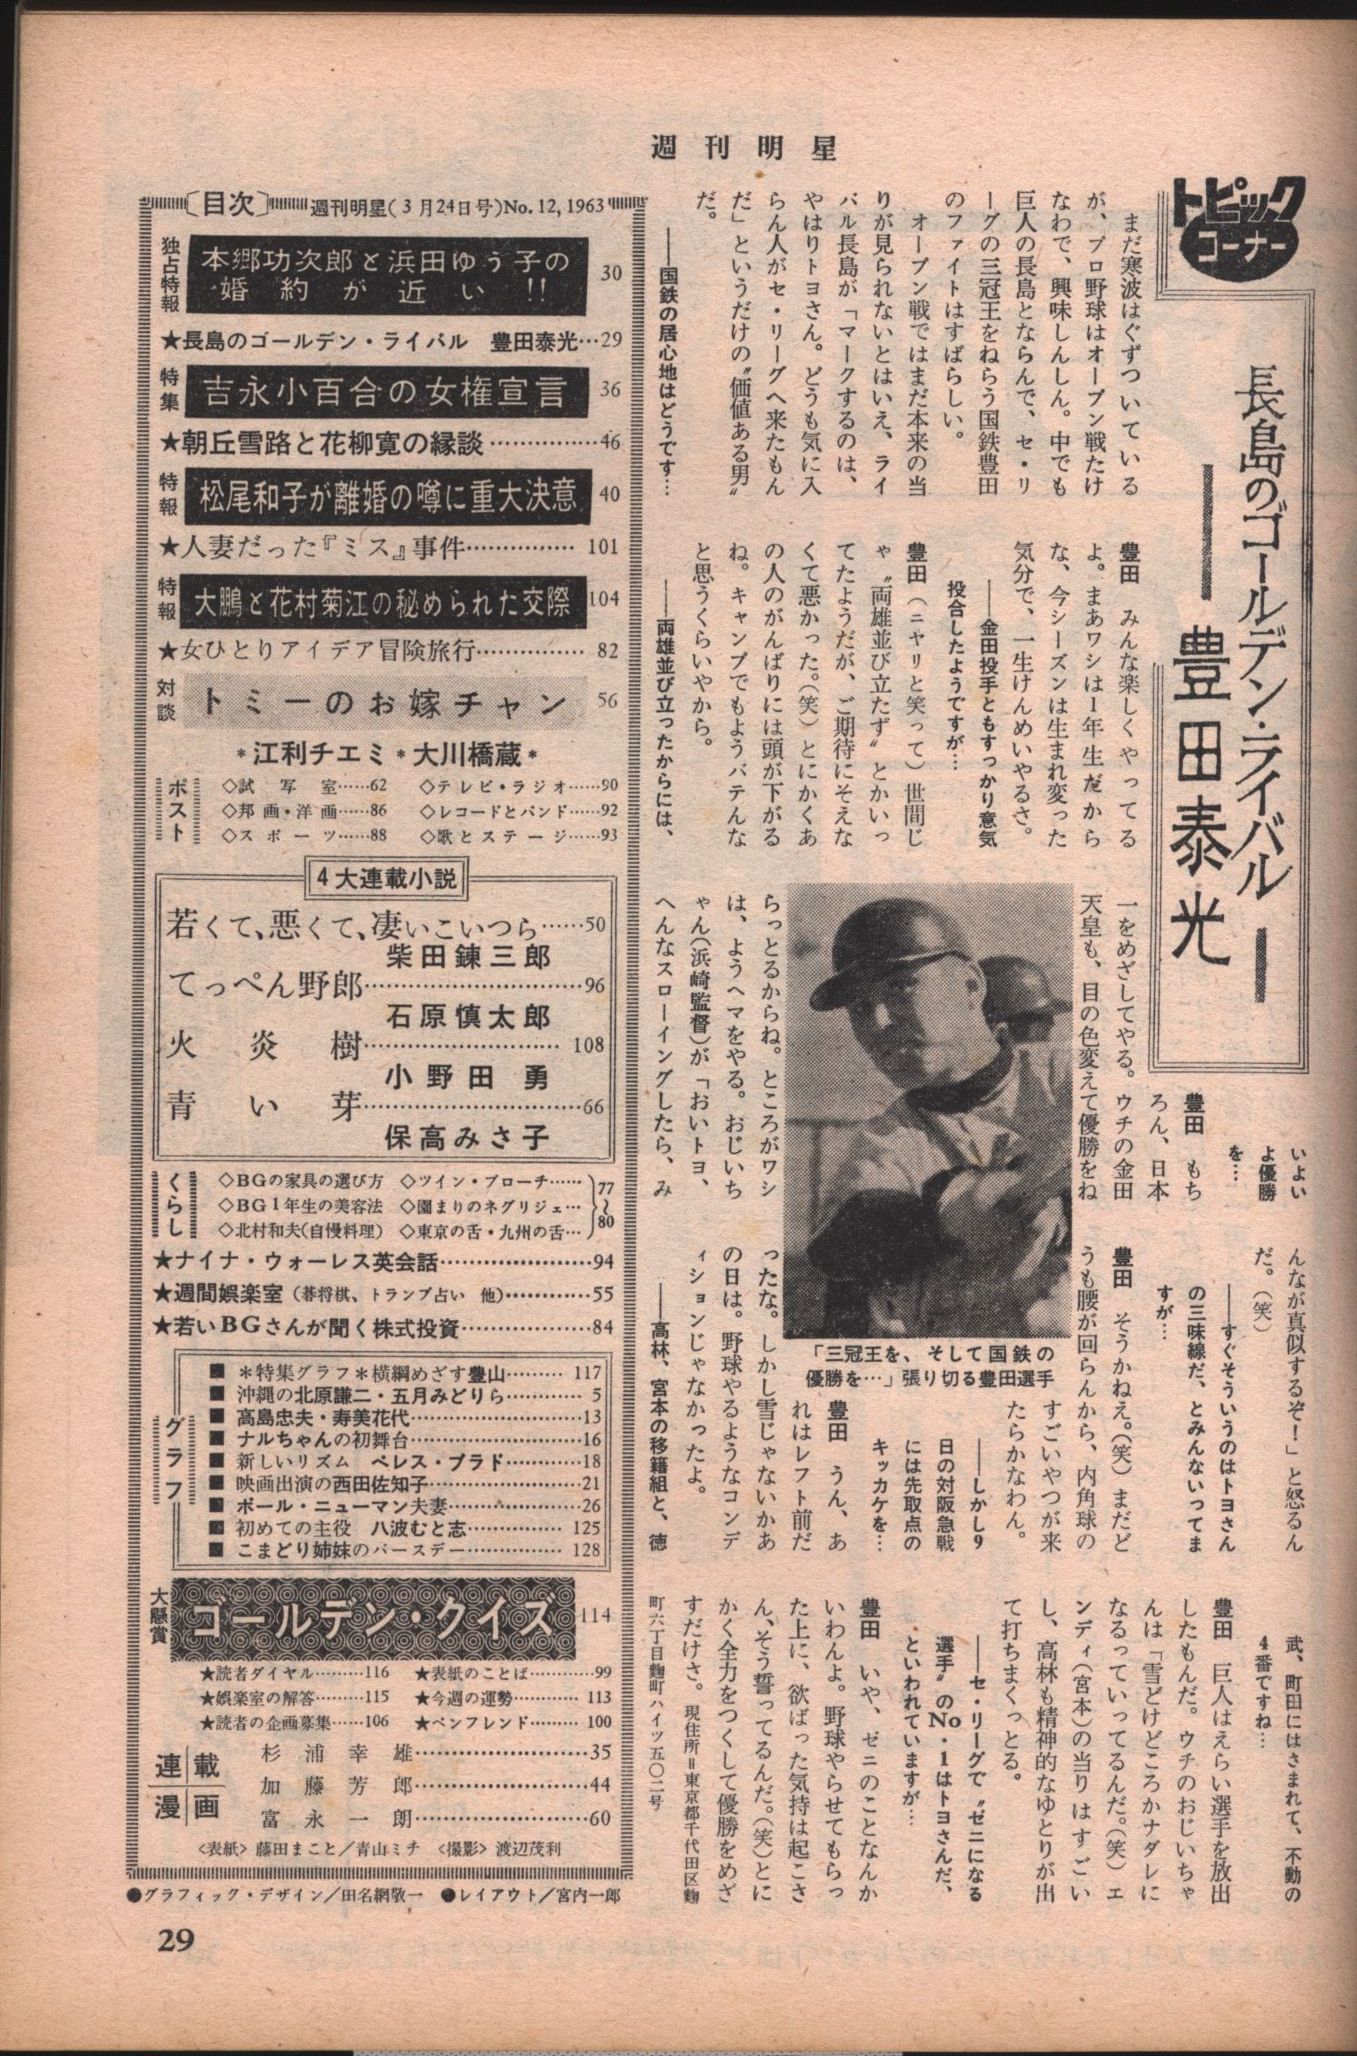 週刊明星
トピックコーナー
長島のゴールデン・ライバル
――豊田泰光――
まだ寒波はぐずついている
が、プロ野球はオープン戦たけ
なわで、興味しんしん。中でも
巨人の長島とならんで、セ・リ
ーグの三冠王をねらう国鉄豊田
のファイトはすばらしい。
オープン戦ではまだ本来の当
りが見られないとはいえ、ライ
バル長島が「マークするのは、
やはりトヨさん。どうも気に入
らん人がセ・リーグへ来たもん
だ」というだけの〝価値ある男〟
だ。
――国鉄の居心地はどうです…
豊田　みんな楽しくやってる
よ。まあワシは1年生だから
な、今シーズンは生まれ変った
気分で、一生けんめいやるさ。
――金田投手ともすっかり意気
投合したようですが…
豊田（ニヤリと笑って）世間じ
ゃ〝両雄並び立たず〟とかいっ
てたようだが、ご期待にそえな
くて悪かった。（笑）とにかくあ
の人のがんばりには頭が下がる
ね。キャンプでもようバテんな
と思うくらいやから。
――両雄並び立ったからには、
いよい
よ優勝
を…
豊田　もち
ろん、日本
一をめざしてやる。ウチの金田
天皇も、目の色変えて優勝をね
らっとるからね。ところがワシ
は、ようヘマをやる。おじいち
ゃん（浜崎監督）が「おいトヨ、
へんなスローイングしたら、み
んなが真似するぞ！」と怒るん
だ。（笑）
――すぐそういうのはトヨさん
の三味線だ、とみんないってま
すが…
豊田　そうかねえ。（笑）まだど
うも腰が回らんから、内角球の
すごいやつが来
たらかなわん。
――しかし9
日の対阪急戦
には先取点の
キッカケを…
豊田　うん、あ
れはレフト前だ
ったな。しかし雪じゃないかあ
の日は。野球やるようなコンデ
ィションじゃなかったよ。
――高林、宮本の移籍組と、徳
武、町田にはさまれて、不動の
4番ですね…
豊田　巨人はえらい選手を放出
したもんだ。ウチのおじいちゃ
んは「雪どけどころかナダレに
なるっていってるんだ。（笑）エ
ンディ（宮本）の当りはすごい
し、高林も精神的なゆとりが出
て打ちまくっとる。
――セ・リーグで〝ゼニになる
選手〟のNo・1はトヨさんだ、
といわれていますが…
豊田　いや、ゼニのことなんか
いわんよ。野球やらせてもらっ
た上に、欲ばった気持は起こさ
ん、そう誓ってるんだ。（笑）とに
かく全力をつくして優勝をめざ
すだけさ。　現住所＝東京都千代田区麴
町六丁目麴町ハイツ五〇二号
「三冠王を、そして国鉄の
優勝を…」張り切る豊田選手
〔目次〕週刊明星（3月24日号）No. 12, 1963
独占特報 本郷功次郎と浜田ゆう子の
婚約が近い!! 30
★長島のゴールデン・ライバル　豊田泰光…29
特集 吉永小百合の女権宣言 36
★朝丘雪路と花柳寛の縁談……………46
特報 松尾和子が離婚の噂に重大決意 40
★人妻だった『ミス』事件…………… 101
特報 大鵬と花村菊江の秘められた交際 104
★女ひとりアイデア冒険旅行…………… 82
対談 トミーのお嫁チャン 56
＊江利チエミ＊大川橋蔵＊
ポスト
◇試写室……62　◇テレビ・ラジオ……90
◇邦画・洋画……86　◇レコードとバンド……92
◇スポーツ……88　◇歌とステージ……93
4大連載小説
若くて、悪くて、凄いこいつら……50
柴田錬三郎
てっぺん野郎……………………………96
石原慎太郎
火炎樹…………………………… 108
小野田　勇
青い芽……………………………66
保高みさ子
くらし
◇BGの家具の選び方　◇ツイン・ブローチ……
◇BG1年生の美容法　◇園まりのネグリジェ…
◇北村和夫（自慢料理）　◇東京の舌・九州の舌…
77〜80
★ナイナ・ウォーレス英会話……………………94
★週間娯楽室（碁将棋、トランプ占い　他）…………55
★若いBGさんが聞く株式投資………………84
グラフ
■ ＊特集グラフ＊横綱めざす豊山……… 117
■ 沖縄の北原謙二・五月みどりら………… 5
■ 高島忠夫・寿美花代……………………13
■ ナルちゃんの初舞台……………………16
■ 新しいリズム　ペレス・プラド…………18
■ 映画出演の西田佐知子…………………21
■ ポール・ニューマン夫妻………………26
■ 初めての主役　八波むと志………… 125
■ こまどり姉妹のバースデー………… 128
大懸賞 ゴールデン・クイズ 114
★読者ダイヤル………116　★表紙のことば…………99
★娯楽室の解答………115　★今週の運勢………… 113
★読者の企画募集……106　★ペンフレンド……… 100
連載漫画
杉浦幸雄……………………35
加藤芳郎……………………44
富永一朗……………………60
〈表紙〉藤田まこと／青山ミチ　〈撮影〉渡辺茂利
●グラフィック・デザイン／田名網敬一　●レイアウト／宮内一郎
29